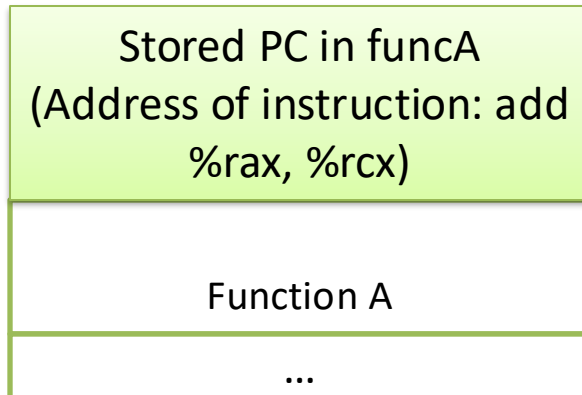 Stored PC in funcA
(Address of instruction: add
%rax, %rcx)
Function A
...